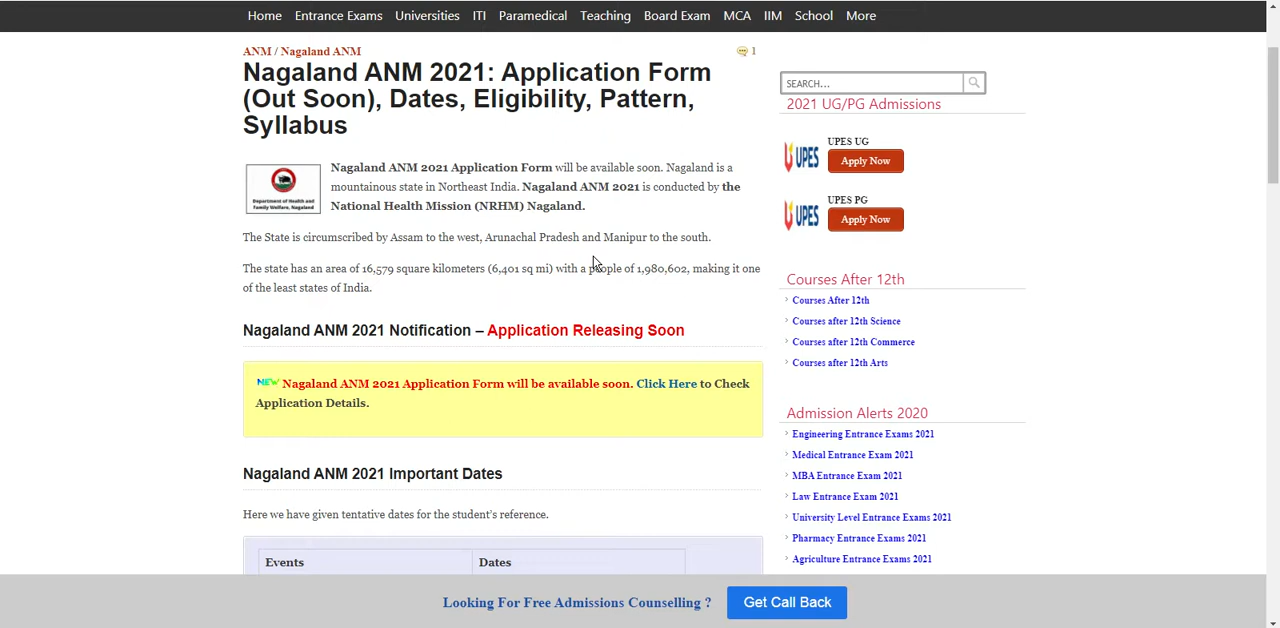 Home Entrance Exams Universities ITI Paramedical Teaching Board Exam MCA IIM School More
ANM / Nagaland ANM
1
Nagaland ANM 2021: Application Form
(Out Soon), Dates, Eligibility, Pattern,
Syllabus
Department of Health and
Family Welfare, Nagaland
Nagaland ANM 2021 Application Form will be available soon. Nagaland is a
mountainous state in Northeast India. Nagaland ANM 2021 is conducted by the
National Health Mission (NRHM) Nagaland.
The State is circumscribed by Assam to the west, Arunachal Pradesh and Manipur to the south.
The state has an area of 16,579 square kilometers (6,401 sq mi) with a people of 1,980,602, making it one
of the least states of India.
Nagaland ANM 2021 Notification – Application Releasing Soon
NEW Nagaland ANM 2021 Application Form will be available soon. Click Here to Check
Application Details.
Nagaland ANM 2021 Important Dates
Here we have given tentative dates for the student's reference.
Events Dates
SEARCH...
2021 UG/PG Admissions
UPES
UPES UG
Apply Now
UPES
UPES PG
Apply Now
Courses After 12th
Courses After 12th
Courses after 12th Science
Courses after 12th Commerce
Courses after 12th Arts
Admission Alerts 2020
Engineering Entrance Exams 2021
Medical Entrance Exam 2021
MBA Entrance Exam 2021
Law Entrance Exam 2021
University Level Entrance Exams 2021
Pharmacy Entrance Exams 2021
Agriculture Entrance Exams 2021
Looking For Free Admissions Counselling ? Get Call Back